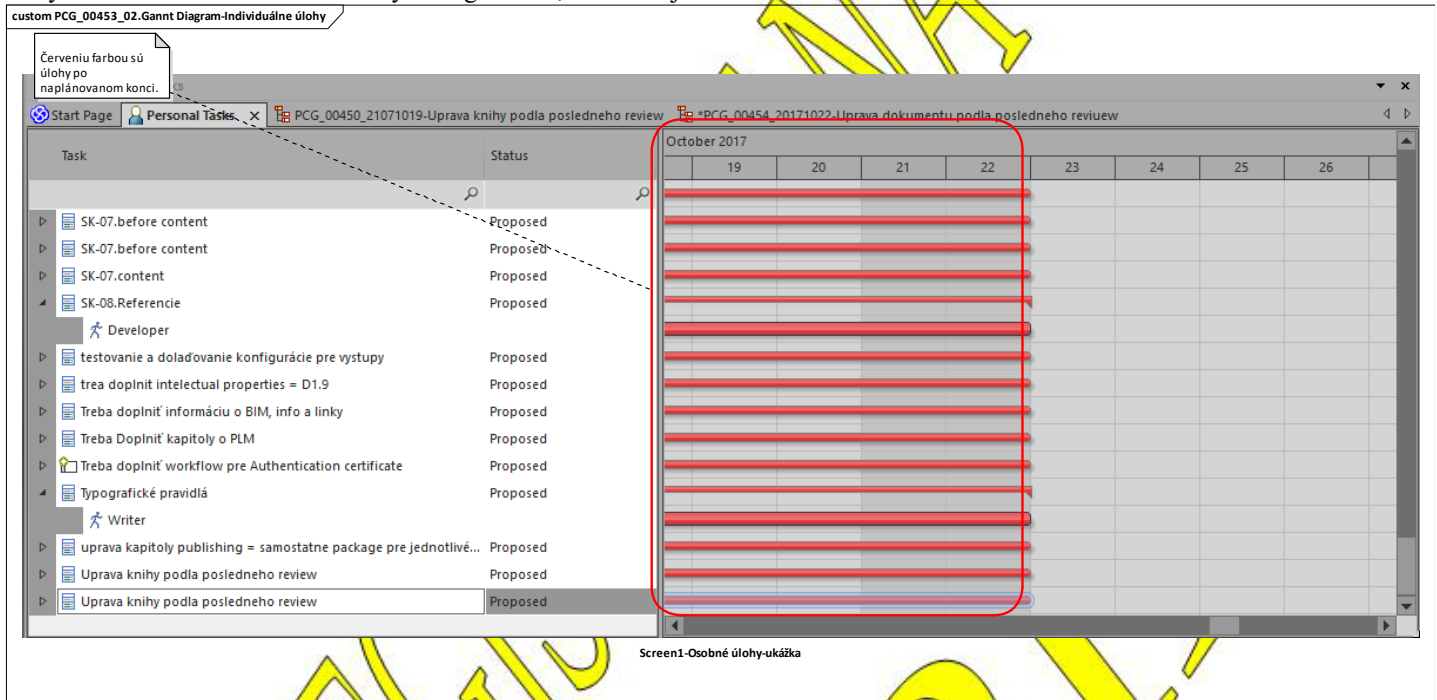 custom PCG_00453_02.Gannt Diagram-Individuálne úlohy
Červeniu farbou sú
úlohy po
naplánovanom konci.
Start Page
Personal Tasks
PCG_00450_21071019-Uprava knihy podla posledneho review
*PCG_00454_20171022-Uprava dokumentu podla posledneho reviuew
Task
Status
October 2017
19 20 21 22 23 24 25 26
SK-07.before content Proposed
SK-07.before content Proposed
SK-07.content Proposed
SK-08.Referencie Proposed
Developer
testovanie a dolaďovanie konfigurácie pre vystupy Proposed
trea doplnit intelectual properties = D1.9 Proposed
Treba doplniť informáciu o BIM, info a linky Proposed
Treba Doplniť kapitoly o PLM Proposed
Treba doplniť workflow pre Authentication certificate Proposed
Typografické pravidlá Proposed
Writer
uprava kapitoly publishing = samostatne package pre jednotlivé... Proposed
Uprava knihy podla posledneho review Proposed
Uprava knihy podla posledneho review Proposed
Screen1-Osobné úlohy-ukážka